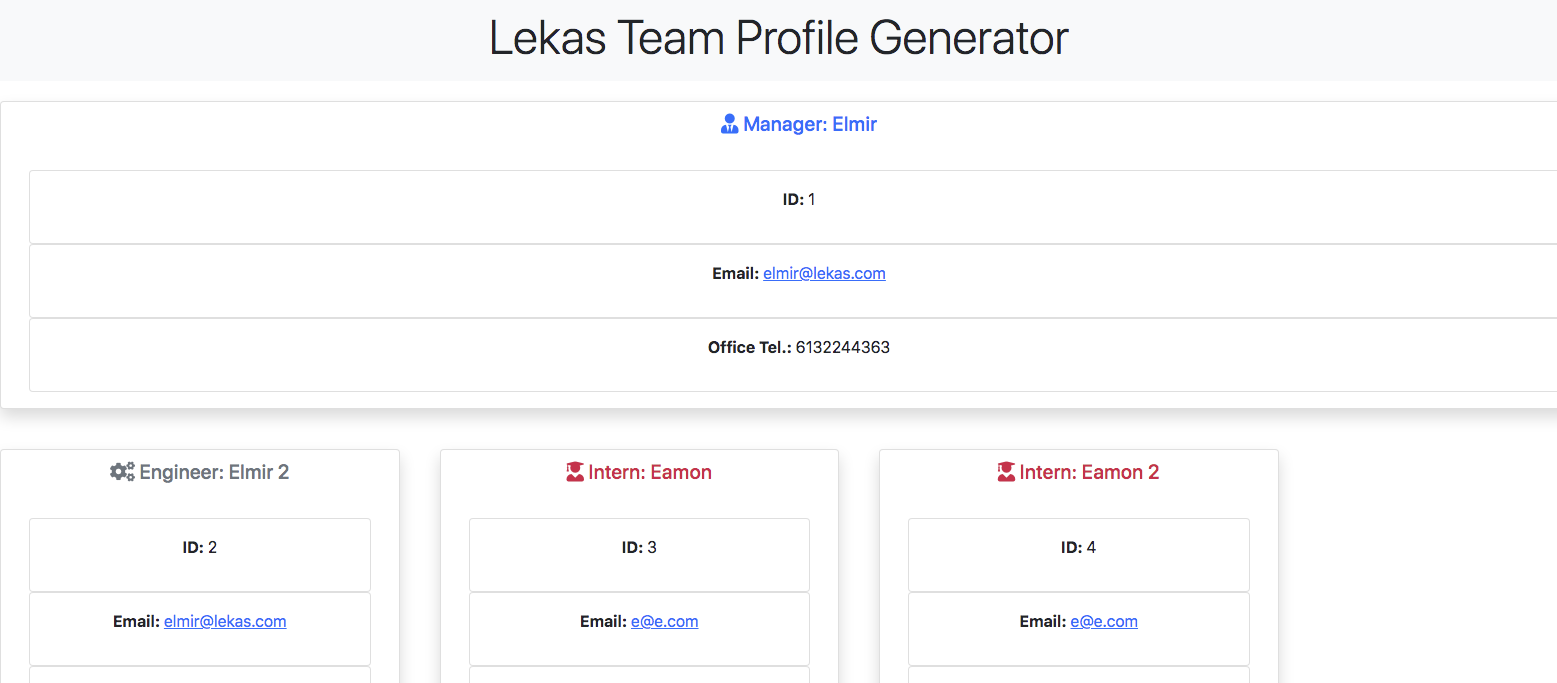 Lekas Team Profile Generator
Manager: Elmir
ID: 1
Email: elmir@lekas.com
Office Tel.: 6132244363
Engineer: Elmir 2
ID: 2
Email: elmir@lekas.com
Intern: Eamon
ID: 3
Email: e@e.com
Intern: Eamon 2
ID: 4
Email: e@e.com